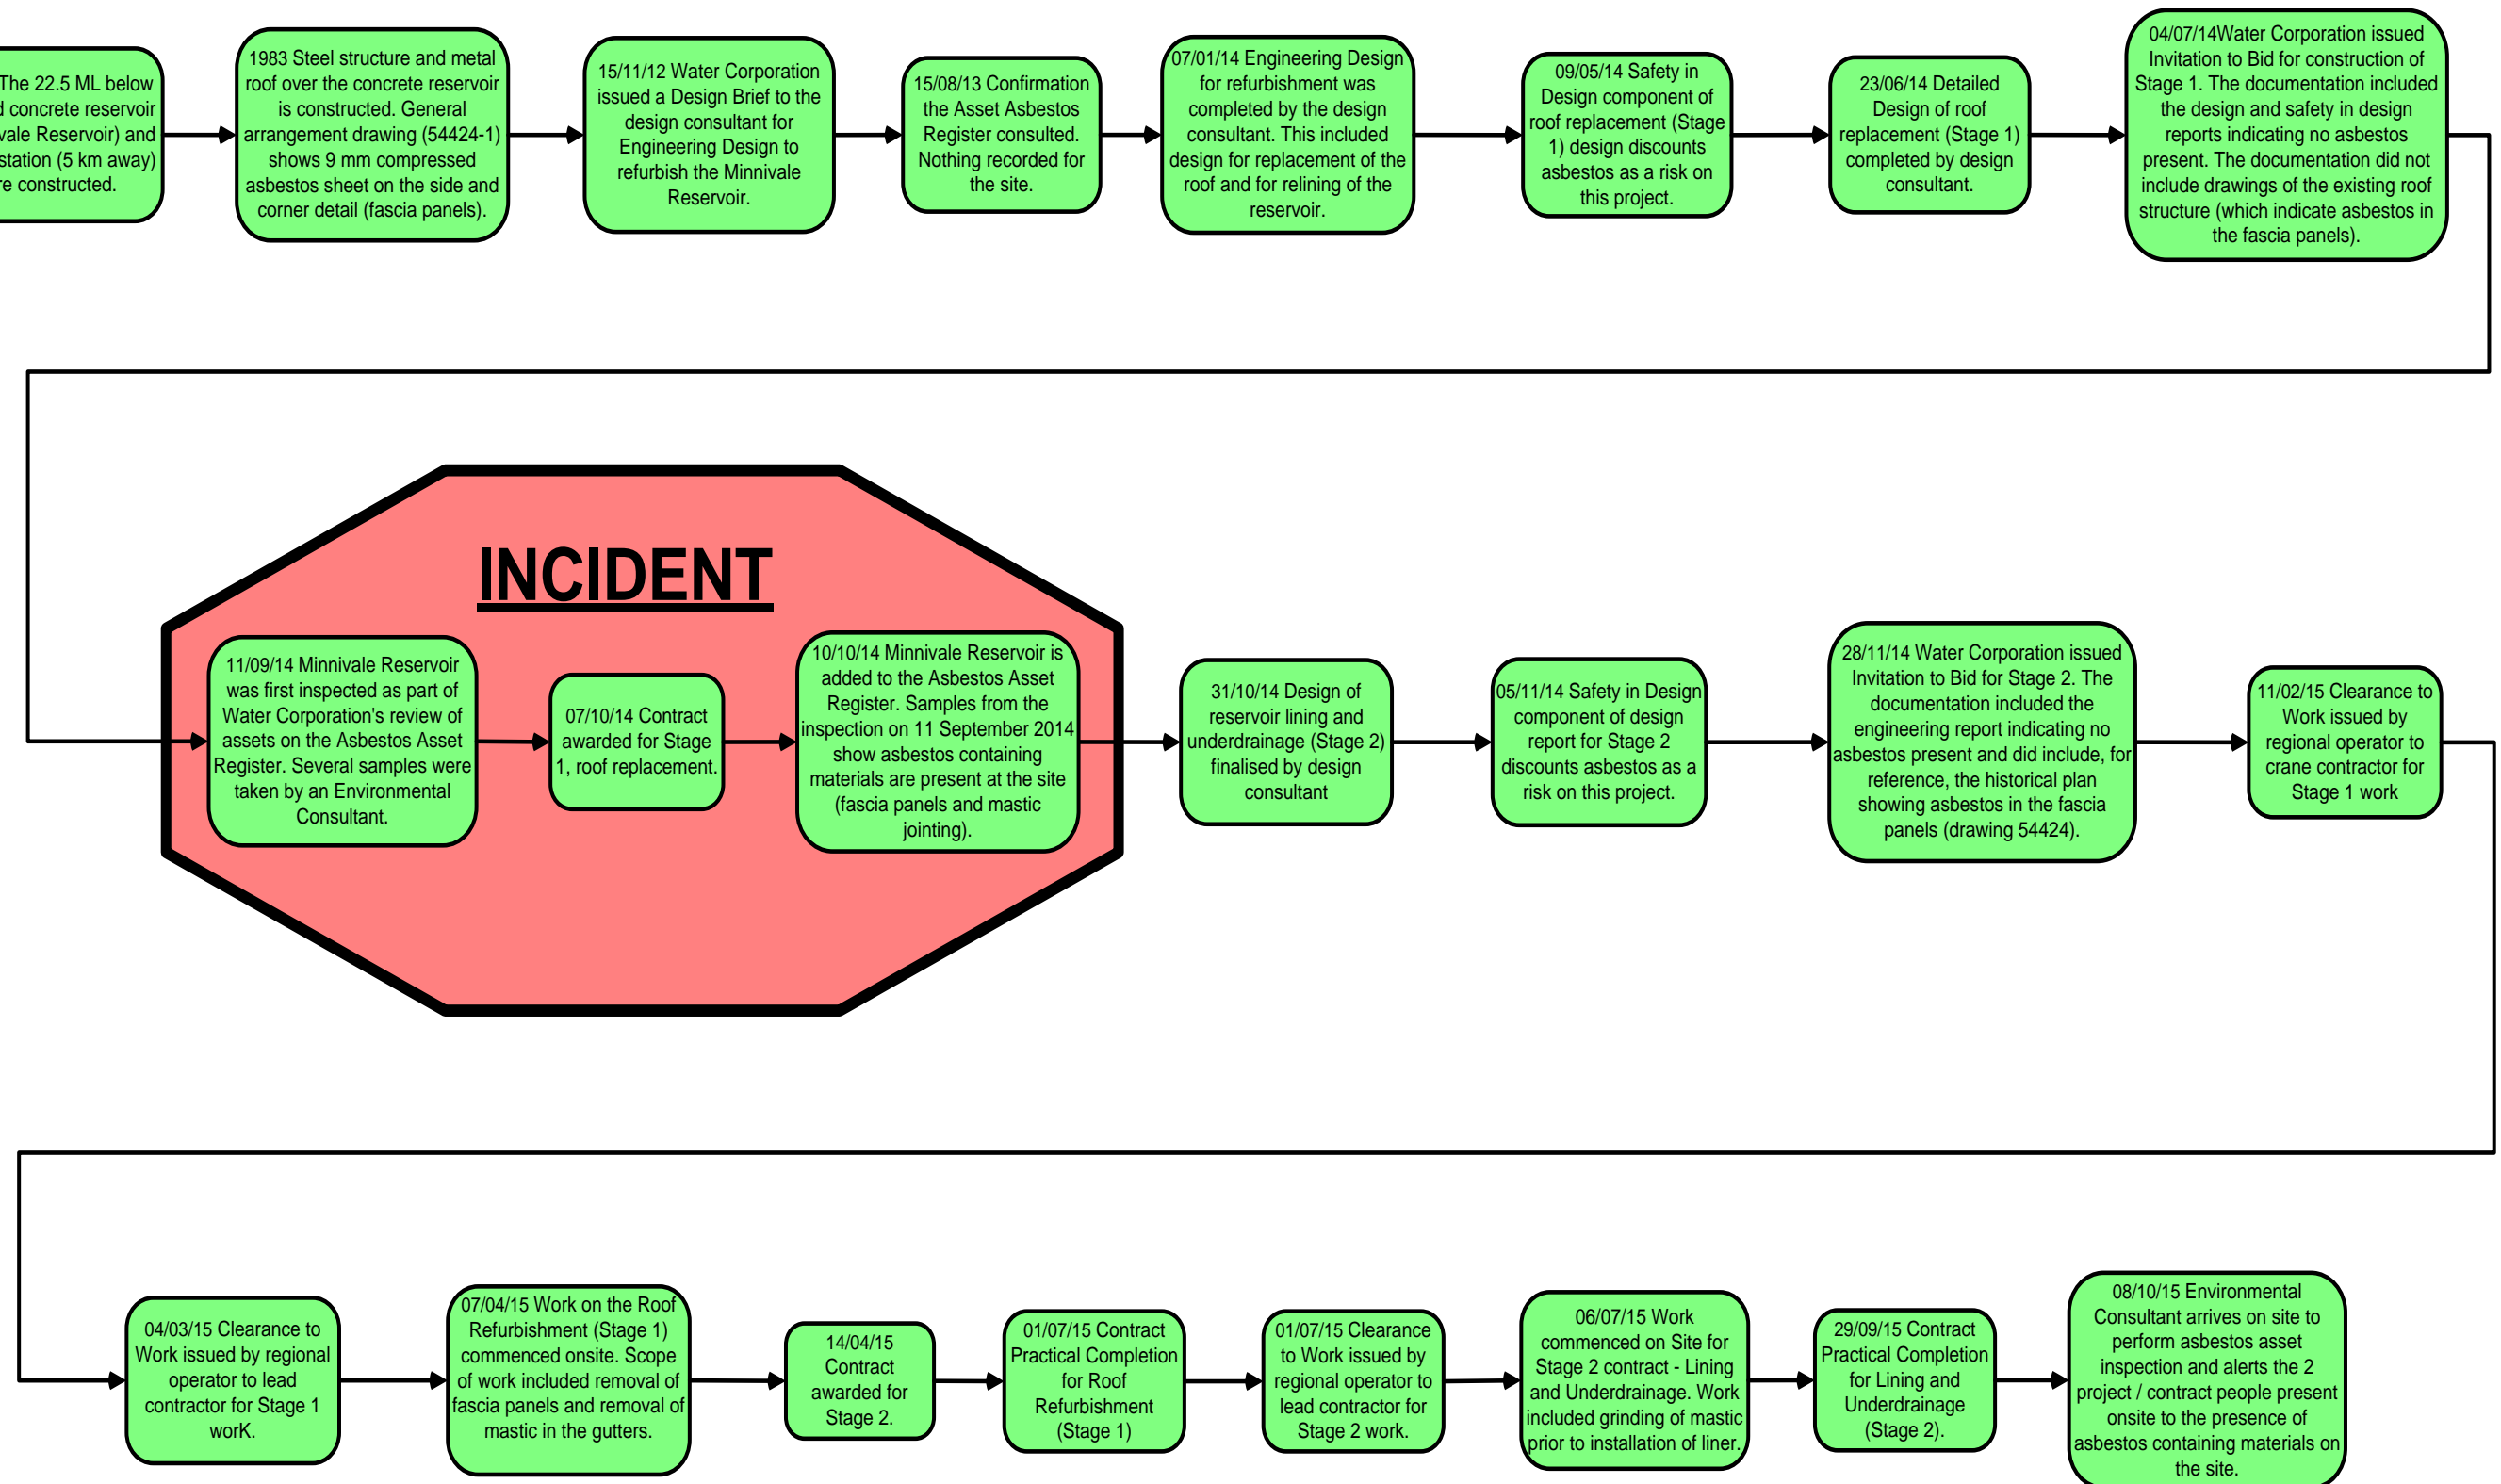 The 22.5 ML below
concrete reservoir
Reservoir) and
station (5 km away)
constructed.
1983 Steel structure and metal
roof over the concrete reservoir
is constructed. General
arrangement drawing (54424-1)
shows 9 mm compressed
asbestos sheet on the side and
corner detail (fascia panels).
15/11/12 Water Corporation
issued a Design Brief to the
design consultant for
Engineering Design to
refurbish the Minnivale
Reservoir.
15/08/13 Confirmation
the Asset Asbestos
Register consulted.
Nothing recorded for
the site.
07/01/14 Engineering Design
for refurbishment was
completed by the design
consultant. This included
design for replacement of the
roof and for relining of the
reservoir.
09/05/14 Safety in
Design component of
roof replacement (Stage
1) design discounts
asbestos as a risk on
this project.
23/06/14 Detailed
Design of roof
replacement (Stage 1)
completed by design
consultant.
04/07/14Water Corporation issued
Invitation to Bid for construction of
Stage 1. The documentation included
the design and safety in design
reports indicating no asbestos
present. The documentation did not
include drawings of the existing roof
structure (which indicate asbestos in
the fascia panels).
INCIDENT
11/09/14 Minnivale Reservoir
was first inspected as part of
Water Corporation's review of
assets on the Asbestos Asset
Register. Several samples were
taken by an Environmental
Consultant.
07/10/14 Contract
awarded for Stage
1, roof replacement.
10/10/14 Minnivale Reservoir is
added to the Asbestos Asset
Register. Samples from the
inspection on 11 September 2014
show asbestos containing
materials are present at the site
(fascia panels and mastic
jointing).
31/10/14 Design of
reservoir lining and
underdrainage (Stage 2)
finalised by design
consultant
05/11/14 Safety in Design
component of design
report for Stage 2
discounts asbestos as a
risk on this project.
28/11/14 Water Corporation issued
Invitation to Bid for Stage 2. The
documentation included the
engineering report indicating no
asbestos present and did include, for
reference, the historical plan
showing asbestos in the fascia
panels (drawing 54424).
11/02/15 Clearance to
Work issued by
regional operator to
crane contractor for
Stage 1 work
04/03/15 Clearance to
Work issued by regional
operator to lead
contractor for Stage 1
worK.
07/04/15 Work on the Roof
Refurbishment (Stage 1)
commenced onsite. Scope
of work included removal of
fascia panels and removal of
mastic in the gutters.
14/04/15
Contract
awarded for
Stage 2.
01/07/15 Contract
Practical Completion
for Roof
Refurbishment
(Stage 1)
01/07/15 Clearance
to Work issued by
regional operator to
lead contractor for
Stage 2 work.
06/07/15 Work
commenced on Site for
Stage 2 contract - Lining
and Underdrainage. Work
included grinding of mastic
prior to installation of liner.
29/09/15 Contract
Practical Completion
for Lining and
Underdrainage
(Stage 2).
08/10/15 Environmental
Consultant arrives on site to
perform asbestos asset
inspection and alerts the 2
project / contract people present
onsite to the presence of
asbestos containing materials on
the site.